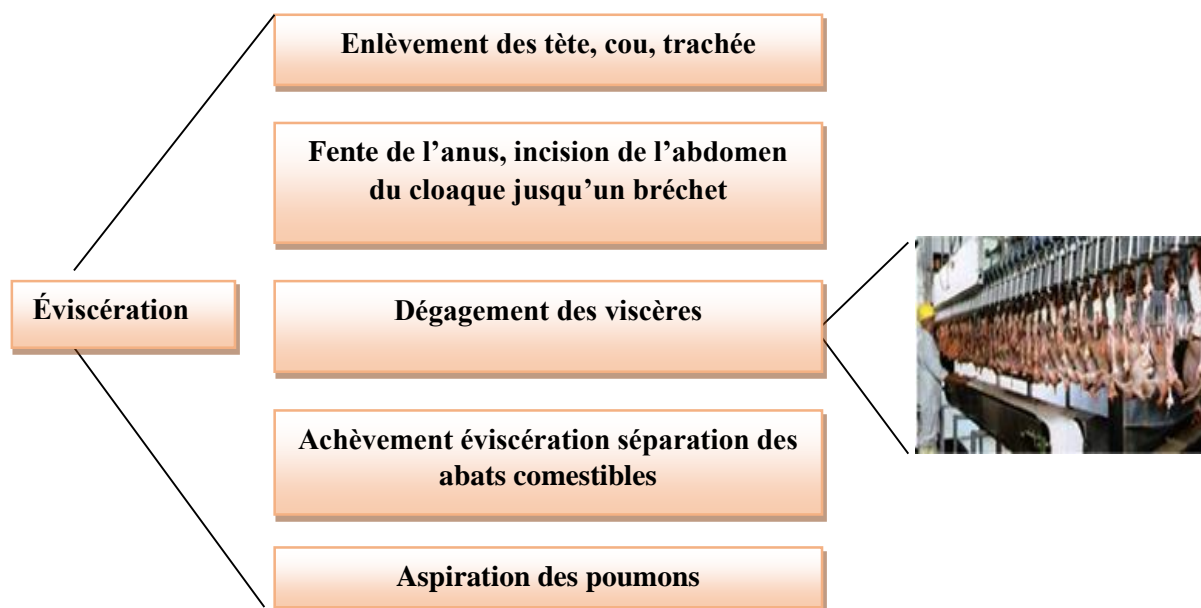 Enlèvement des tète, cou, trachée
Fente de l’anus, incision de l’abdomen
du cloaque jusqu’un bréchet
Éviscération
Dégagement des viscères
Achèvement éviscération séparation des
abats comestibles
Aspiration des poumons